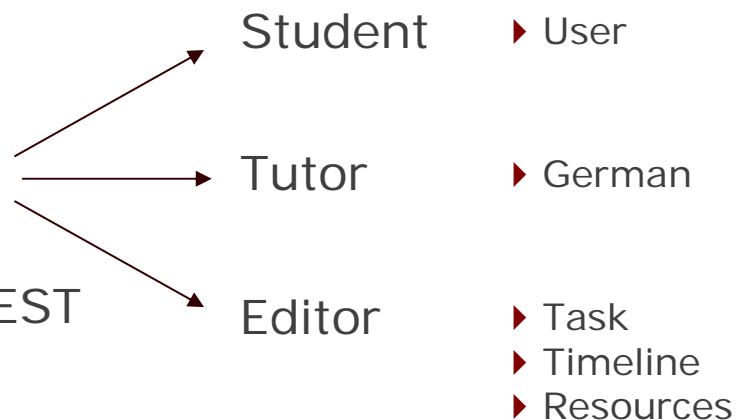 Student
User
Tutor
German
EST
Editor
Task
Timeline
Resources